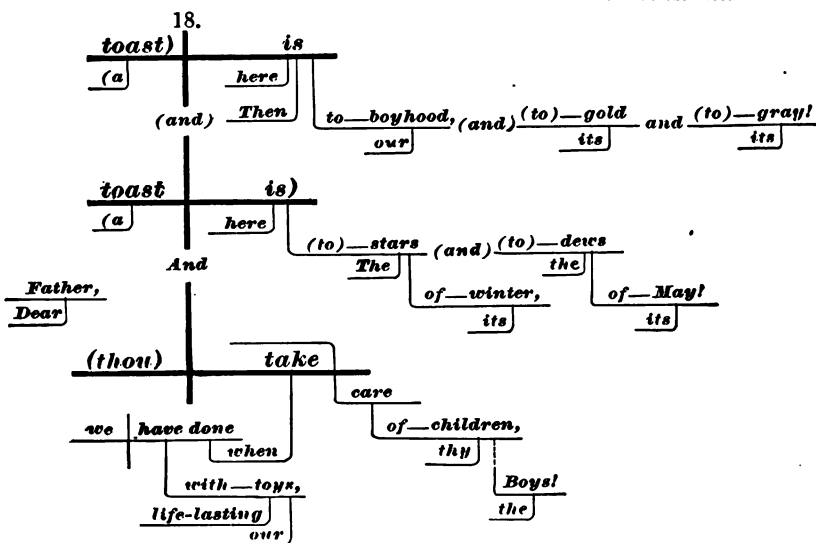 18.
toast) is
(a here
(and) Then to—boyhood, (and) (to)—gold and (to)—gray!
our its its
toast is)
(a here
(to)—stars (and) (to)—dews
And The the
Father, of—winter, of—May!
Dear its its
(thou) take
care
we have done of—children,
when thy
with—toys, Boys!
life-lasting the
our